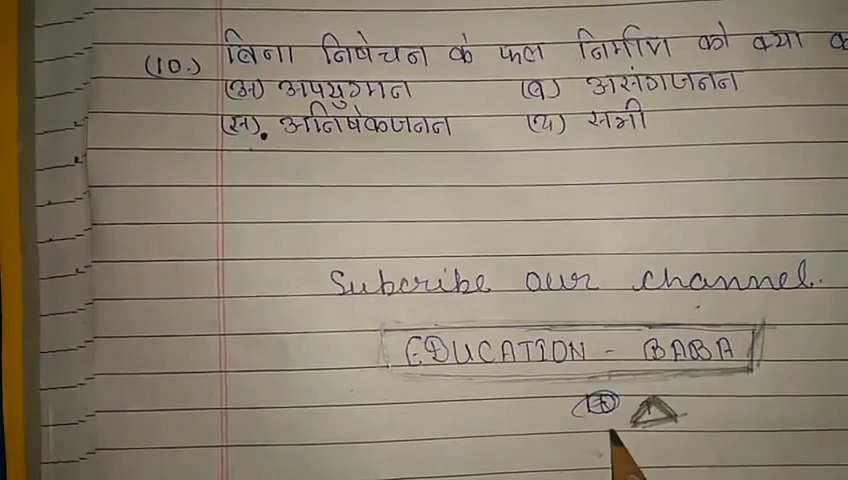 (10.) बिना निषेचन के फल निर्माण को क्या
(अ) अपयुग्मन (ब) असंगजनन
(स). अनिषेकजनन (द) सभी
Subcribe our channel.
EDUCATION - BABA